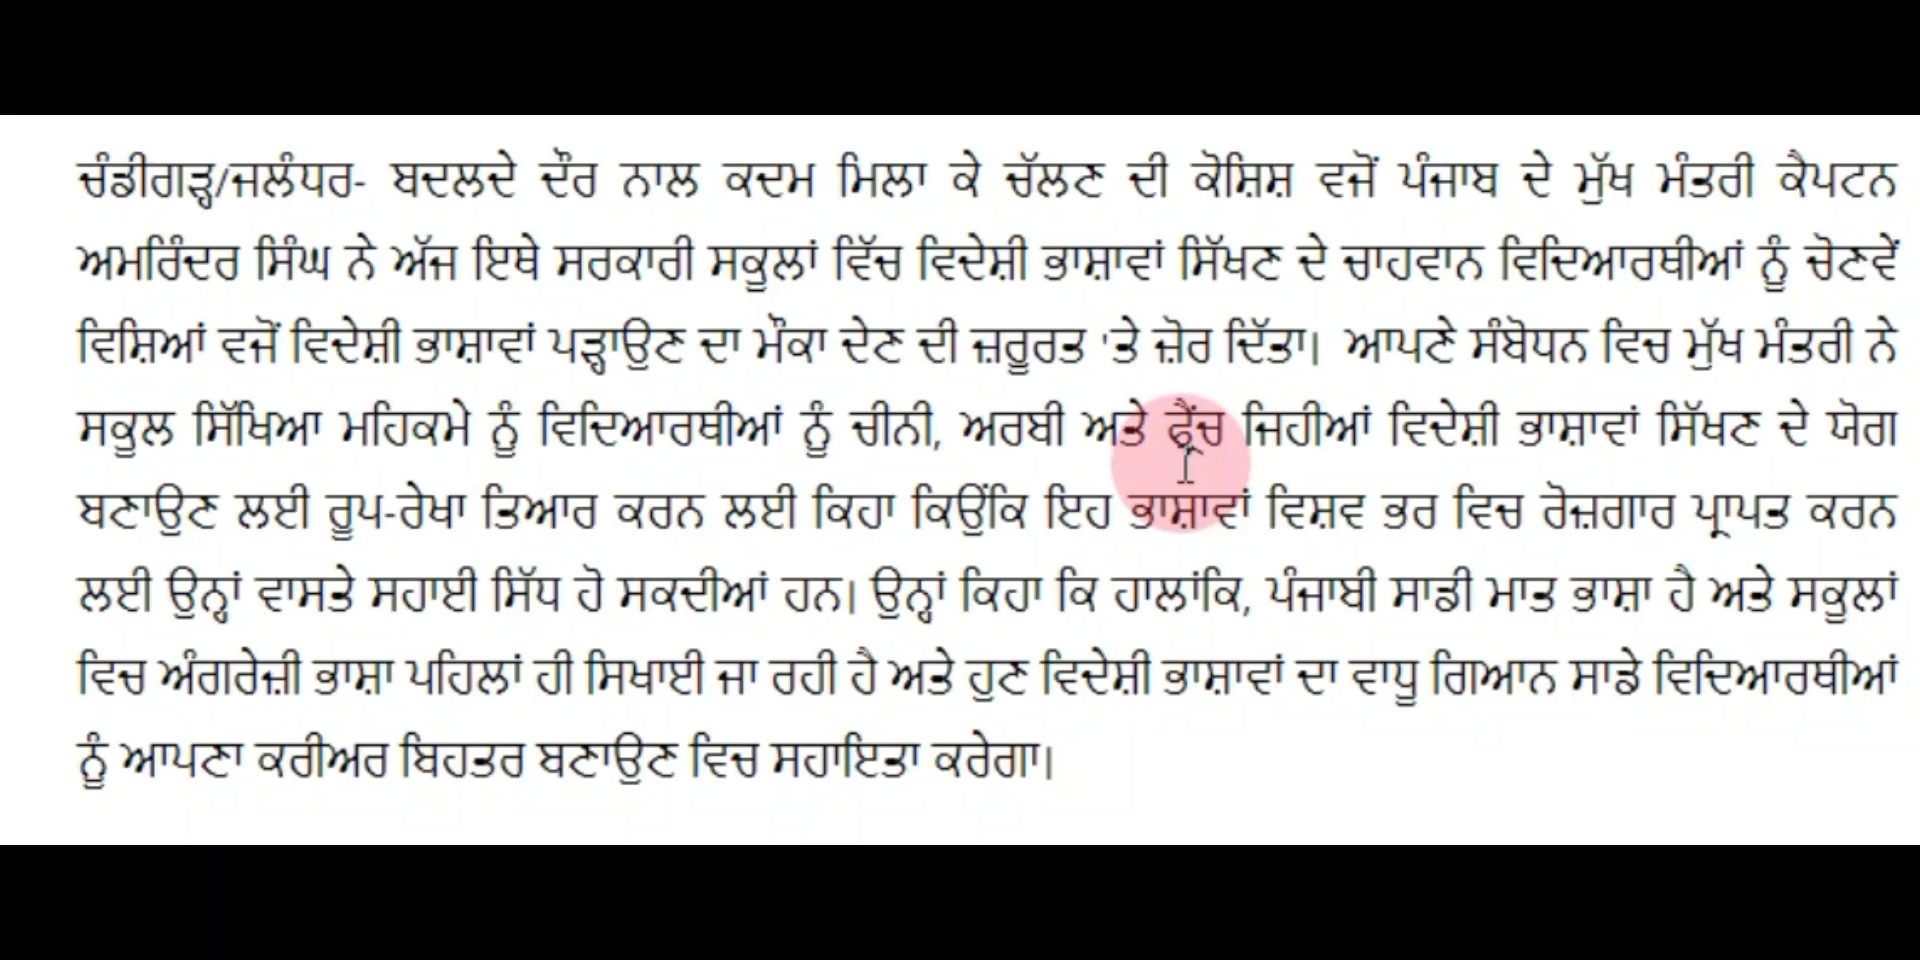 ਚੰਡੀਗੜ੍ਹ/ਜਲੰਧਰ- ਬਦਲਦੇ ਦੌਰ ਨਾਲ ਕਦਮ ਮਿਲਾ ਕੇ ਚੱਲਣ ਦੀ ਕੋਸ਼ਿਸ਼ ਵਜੋਂ ਪੰਜਾਬ ਦੇ ਮੁੱਖ ਮੰਤਰੀ ਕੈਪਟਨ
ਅਮਰਿੰਦਰ ਸਿੰਘ ਨੇ ਅੱਜ ਇਥੇ ਸਰਕਾਰੀ ਸਕੂਲਾਂ ਵਿੱਚ ਵਿਦੇਸ਼ੀ ਭਾਸ਼ਾਵਾਂ ਸਿੱਖਣ ਦੇ ਚਾਹਵਾਨ ਵਿਦਿਆਰਥੀਆਂ ਨੂੰ ਚੋਣਵੇਂ
ਵਿਸ਼ਿਆਂ ਵਜੋਂ ਵਿਦੇਸ਼ੀ ਭਾਸ਼ਾਵਾਂ ਪੜ੍ਹਾਉਣ ਦਾ ਮੌਕਾ ਦੇਣ ਦੀ ਜ਼ਰੂਰਤ 'ਤੇ ਜ਼ੋਰ ਦਿੱਤਾ। ਆਪਣੇ ਸੰਬੋਧਨ ਵਿਚ ਮੁੱਖ ਮੰਤਰੀ ਨੇ
ਸਕੂਲ ਸਿੱਖਿਆ ਮਹਿਕਮੇ ਨੂੰ ਵਿਦਿਆਰਥੀਆਂ ਨੂੰ ਚੀਨੀ, ਅਰਬੀ ਅਤੇ ਫ੍ਰੈਂਚ ਜਿਹੀਆਂ ਵਿਦੇਸ਼ੀ ਭਾਸ਼ਾਵਾਂ ਸਿੱਖਣ ਦੇ ਯੋਗ
ਬਣਾਉਣ ਲਈ ਰੂਪ-ਰੇਖਾ ਤਿਆਰ ਕਰਨ ਲਈ ਕਿਹਾ ਕਿਉਂਕਿ ਇਹ ਭਾਸ਼ਾਵਾਂ ਵਿਸ਼ਵ ਭਰ ਵਿਚ ਰੋਜ਼ਗਾਰ ਪ੍ਰਾਪਤ ਕਰਨ
ਲਈ ਉਨ੍ਹਾਂ ਵਾਸਤੇ ਸਹਾਈ ਸਿੱਧ ਹੋ ਸਕਦੀਆਂ ਹਨ। ਉਨ੍ਹਾਂ ਕਿਹਾ ਕਿ ਹਾਲਾਂਕਿ, ਪੰਜਾਬੀ ਸਾਡੀ ਮਾਤ ਭਾਸ਼ਾ ਹੈ ਅਤੇ ਸਕੂਲਾਂ
ਵਿਚ ਅੰਗਰੇਜ਼ੀ ਭਾਸ਼ਾ ਪਹਿਲਾਂ ਹੀ ਸਿਖਾਈ ਜਾ ਰਹੀ ਹੈ ਅਤੇ ਹੁਣ ਵਿਦੇਸ਼ੀ ਭਾਸ਼ਾਵਾਂ ਦਾ ਵਾਧੂ ਗਿਆਨ ਸਾਡੇ ਵਿਦਿਆਰਥੀਆਂ
ਨੂੰ ਆਪਣਾ ਕਰੀਅਰ ਬਿਹਤਰ ਬਣਾਉਣ ਵਿਚ ਸਹਾਇਤਾ ਕਰੇਗਾ।